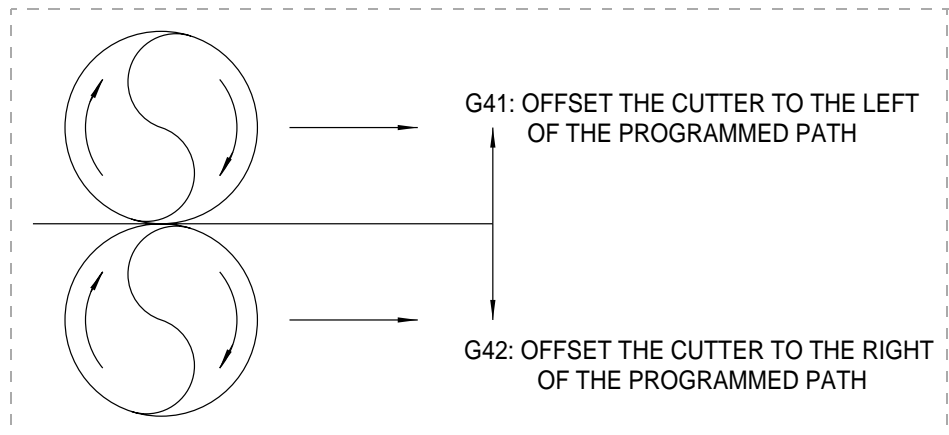 G41: OFFSET THE CUTTER TO THE LEFT
OF THE PROGRAMMED PATH
G42: OFFSET THE CUTTER TO THE RIGHT
OF THE PROGRAMMED PATH